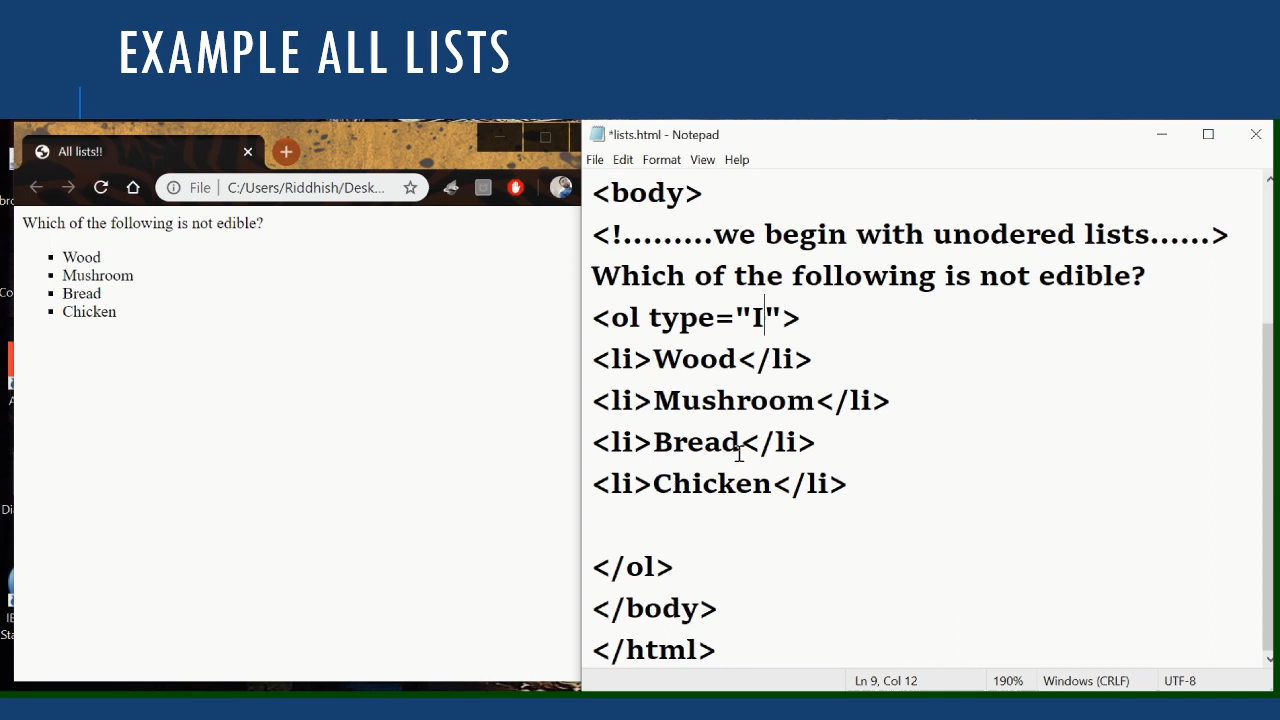 EXAMPLE ALL LISTS
All lists!!
File C:/Users/Riddhish/Desk...
Which of the following is not edible?
Wood
Mushroom
Bread
Chicken
*lists.html - Notepad
File Edit Format View Help
<body>
<!.........we begin with unodered lists......>
Which of the following is not edible?
<ol type="I">
<li>Wood</li>
<li>Mushroom</li>
<li>Bread</li>
<li>Chicken</li>
</ol>
</body>
</html>
Ln 9, Col 12 190% Windows (CRLF) UTF-8